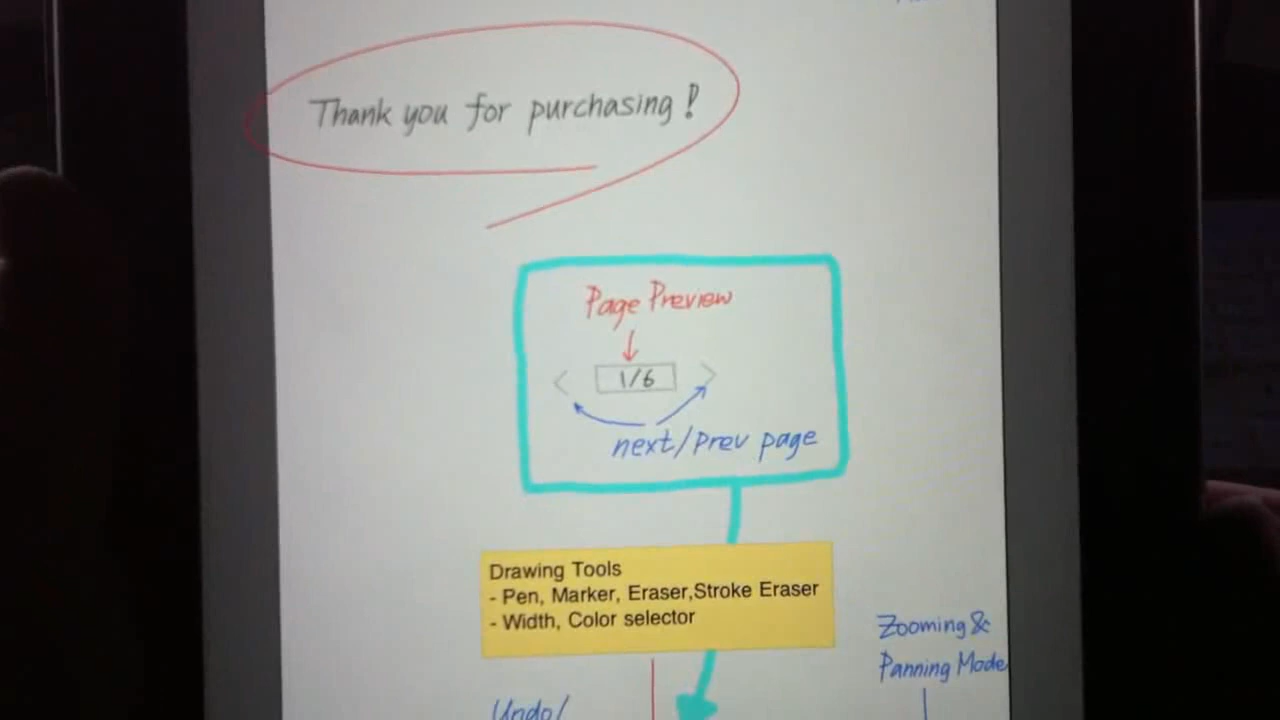 Thank you for purchasing!
Page Preview
< 1/6 >
next/prev page
Drawing Tools
- Pen, Marker, Eraser,Stroke Eraser
- Width, Color selector
Zooming &
Panning Mode
Undo/